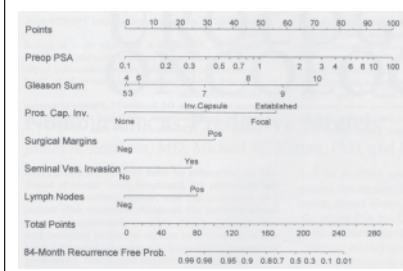 Points 0 10 20 30 40 50 60 70 80 90 100
Preop PSA
0.1 0.2 0.3 0.5 0.7 1 2 3 4 6 8 10 100
4 6 8 10
Gleason Sum
53 7 9
Inv.Capsule Established
Pros. Cap. Inv.
None Focal
Pos
Surgical Margins
Neg
Yes
Seminal Ves. Invasion
No
Pos
Lymph Nodes
Neg
Total Points
0 40 80 120 160 200 240 280
84-Month Recurrence Free Prob.
0.99 0.98 0.95 0.9 0.80.7 0.5 0.3 0.1 0.01